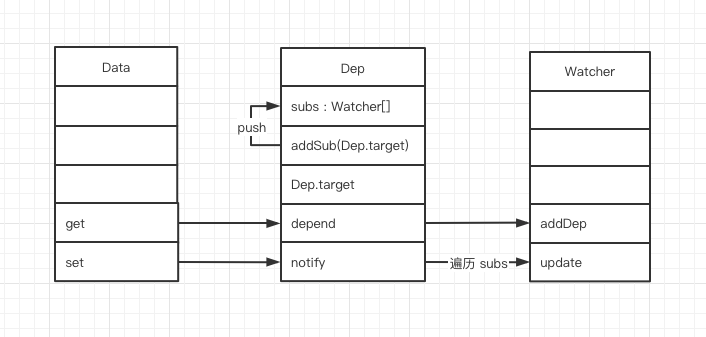 Data
get
set
push
Dep
subs : Watcher[]
addSub(Dep.target)
Dep.target
depend
notify
遍历 subs
Watcher
addDep
update